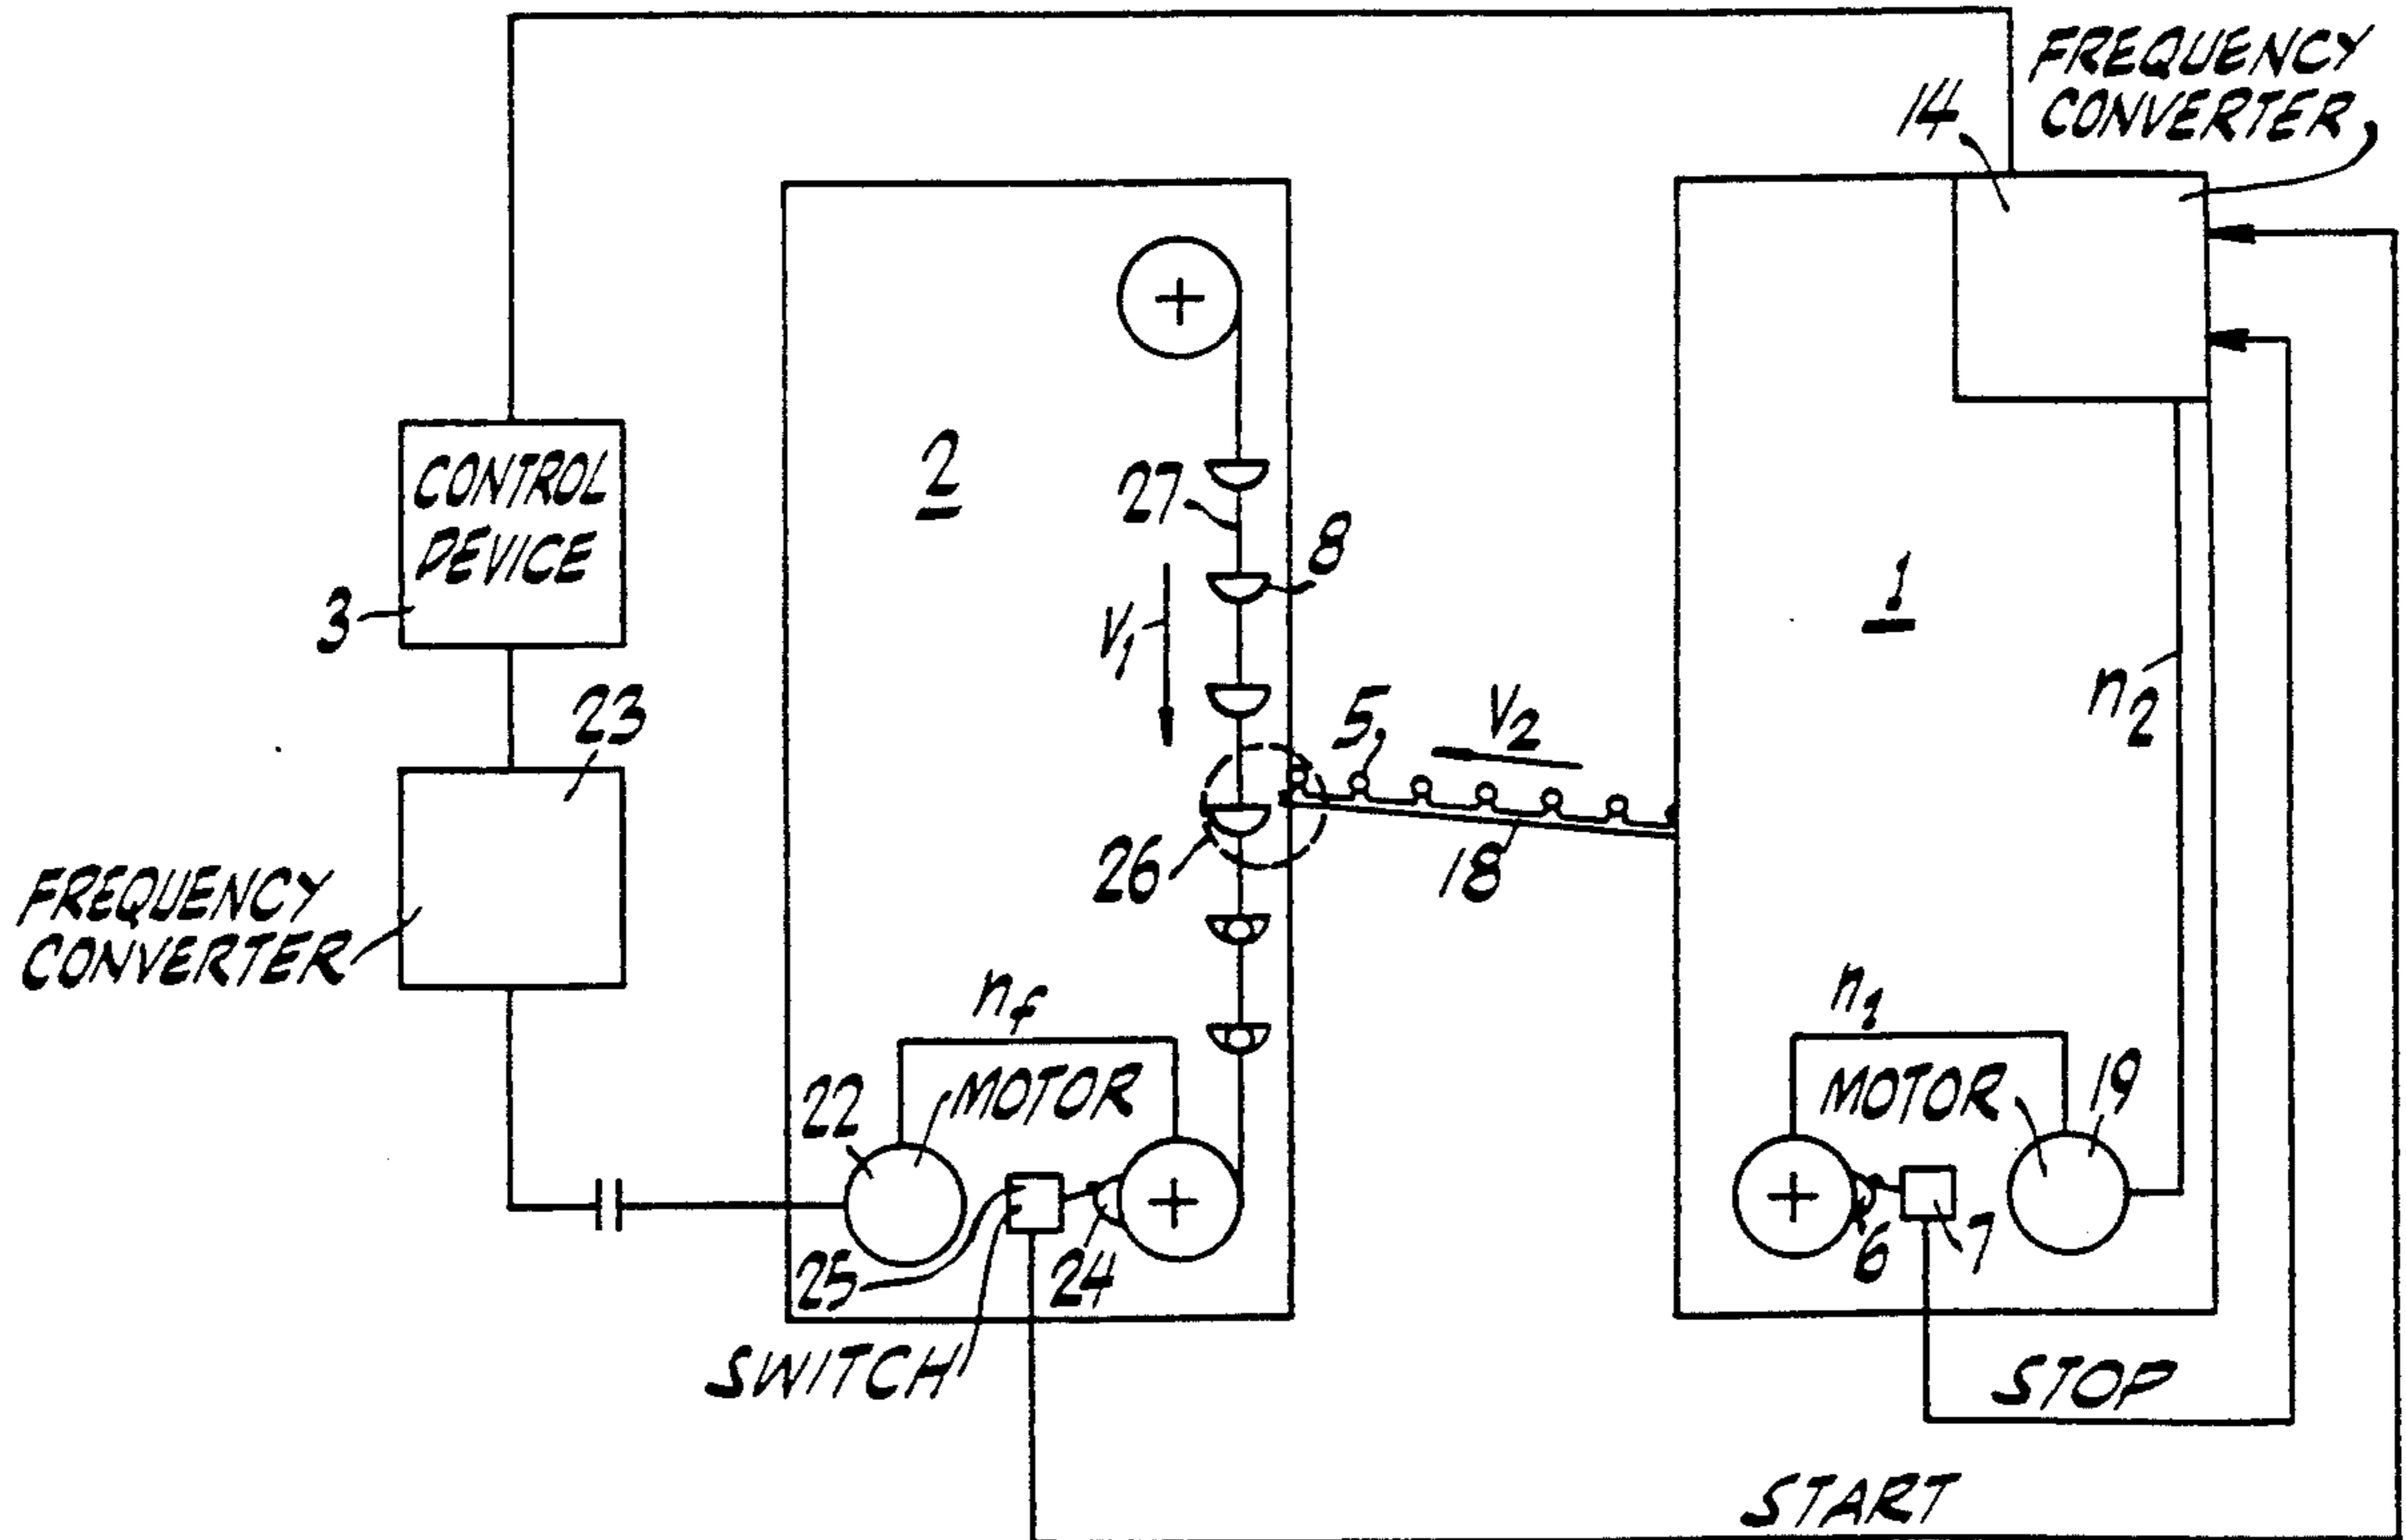 FREQUENCY
CONVERTER
14
CONTROL
DEVICE
3
2
27
8
V1
1
n2
23
5
V2
26
18
FREQUENCY
CONVERTER
nf
n1
22
MOTOR
MOTOR
19
25
24
6
7
SWITCH
STOP
START